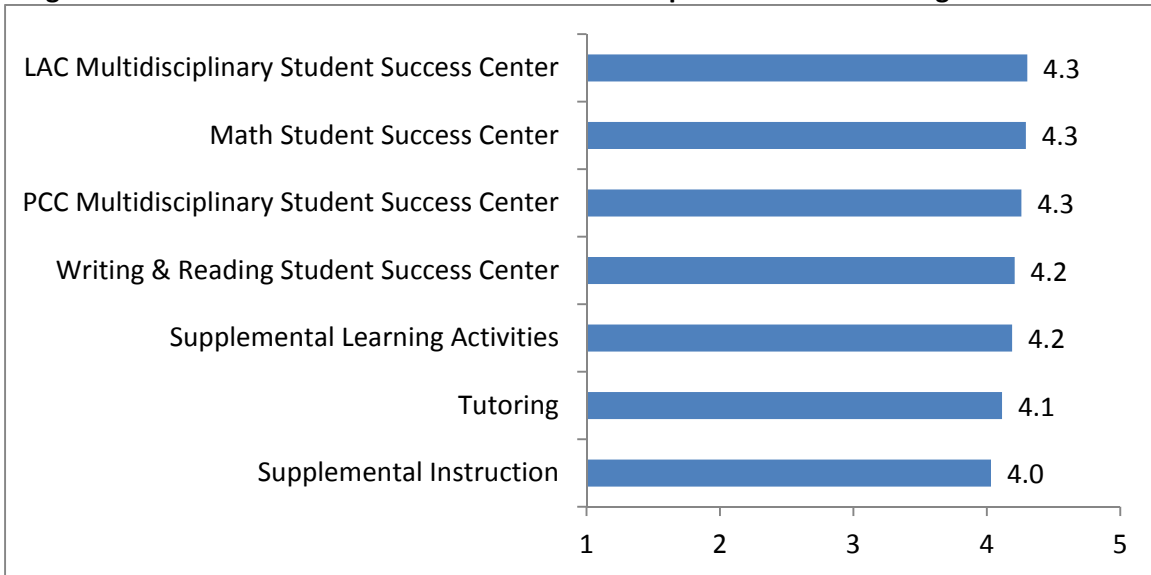 LAC Multidisciplinary Student Success Center 4.3
Math Student Success Center 4.3
PCC Multidisciplinary Student Success Center 4.3
Writing & Reading Student Success Center 4.2
Supplemental Learning Activities 4.2
Tutoring 4.1
Supplemental Instruction 4.0
1 2 3 4 5